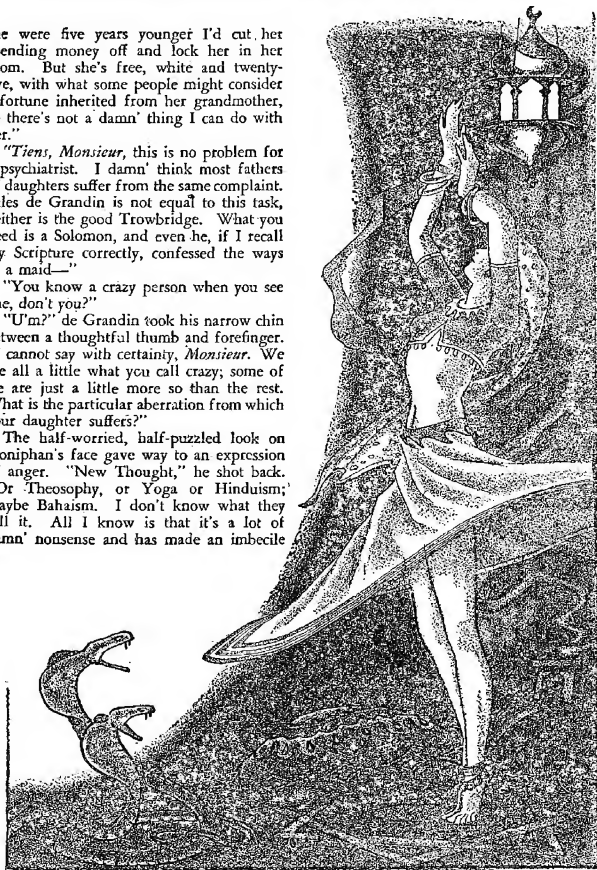 e were five years younger I'd cut her
ending money off and lock her in her
om. But she's free, white and twenty-
ve, with what some people might consider
fortune inherited from her grandmother,
there's not a damn' thing I can do with
er."
"Tiens, Monsieur, this is no problem for
psychiatrist. I damn' think most fathers
daughters suffer from the same complaint.
les de Grandin is not equal to this task,
ither is the good Trowbridge. What you
ed is a Solomon, and even he, if I recall
y Scripture correctly, confessed the ways
a maid—"
"You know a crazy person when you see
ne, don't you?"
"U'm?" de Grandin took his narrow chin
tween a thoughtful thumb and forefinger.
cannot say with certainty, Monsieur. We
e all a little what you call crazy; some of
e are just a little more so than the rest.
hat is the particular aberration from which
ur daughter suffers?"
The half-worried, half-puzzled look on
oniphan's face gave way to an expression
anger. "New Thought," he shot back.
Or Theosophy, or Yoga or Hinduism;
aybe Bahaism. I don't know what they
ll it. All I know is that it's a lot of
mn' nonsense and has made an imbecile